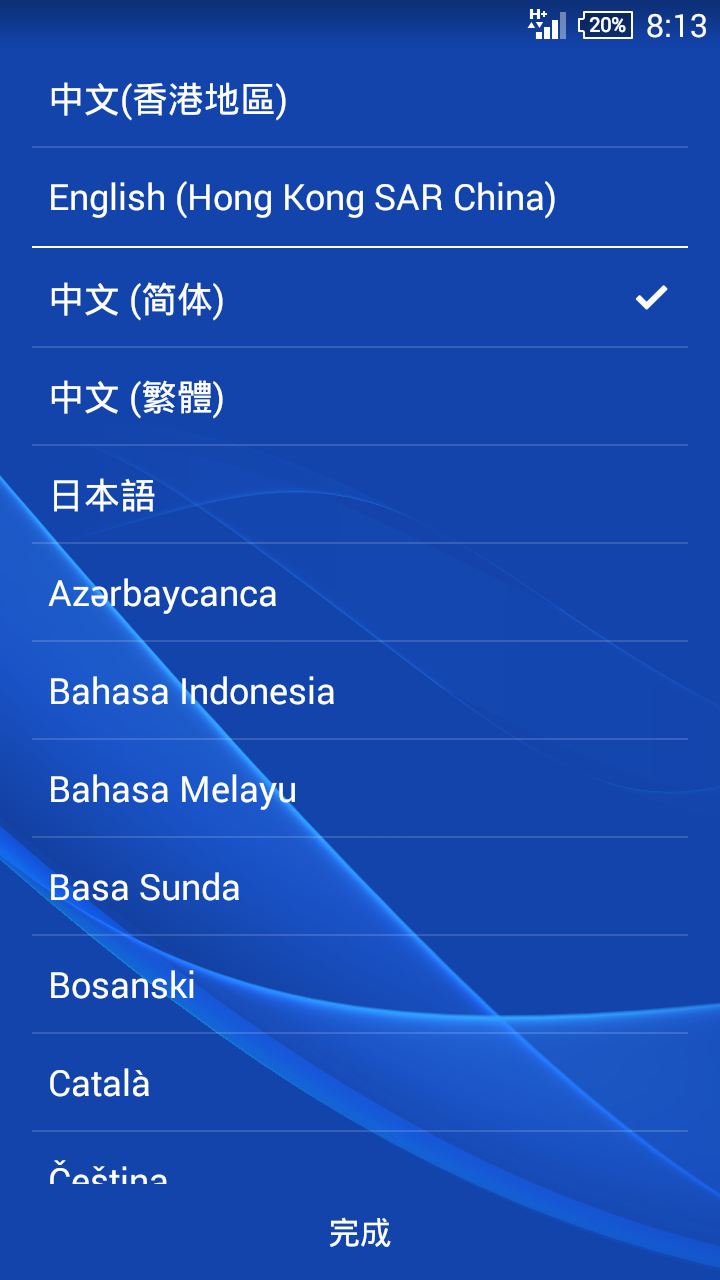 H+ 20% 8:13
中文(香港地區)
English (Hong Kong SAR China)
中文 (简体)
中文 (繁體)
日本語
Azərbaycanca
Bahasa Indonesia
Bahasa Melayu
Basa Sunda
Bosanski
Català
Čeština
完成